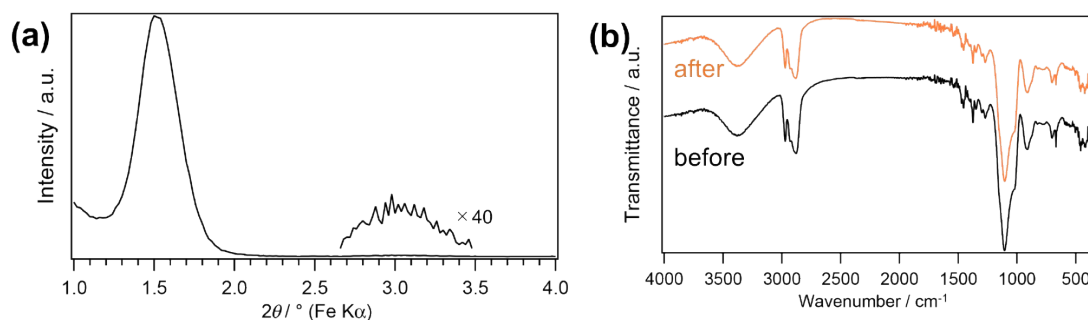 (a)
Intensity / a.u.
× 40
1.0 1.5 2.0 2.5 3.0 3.5 4.0
2θ / ° (Fe Kα)
(b)
Transmittance / a.u.
after
before
4000 3500 3000 2500 2000 1500 1000 500
Wavenumber / cm⁻¹